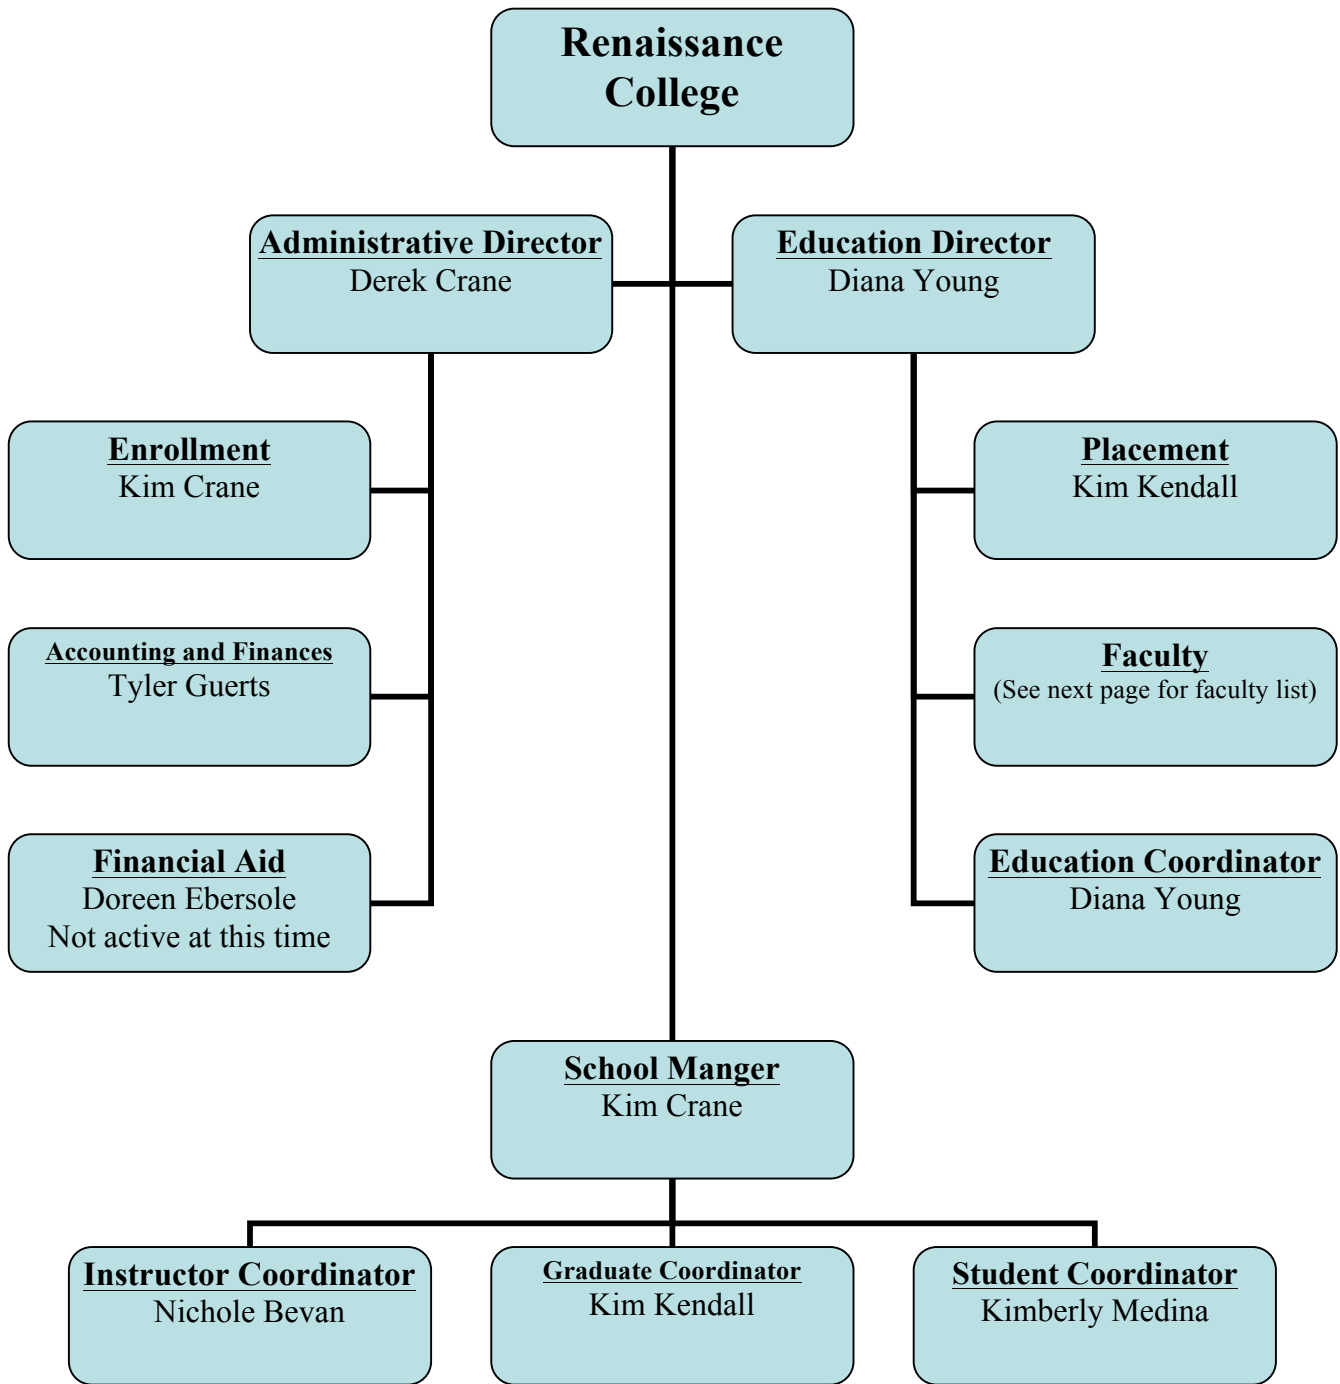 Renaissance
College
Administrative Director
Derek Crane
Education Director
Diana Young
Enrollment
Kim Crane
Placement
Kim Kendall
Accounting and Finances
Tyler Guerts
Faculty
(See next page for faculty list)
Financial Aid
Doreen Ebersole
Not active at this time
Education Coordinator
Diana Young
School Manger
Kim Crane
Instructor Coordinator
Nichole Bevan
Graduate Coordinator
Kim Kendall
Student Coordinator
Kimberly Medina